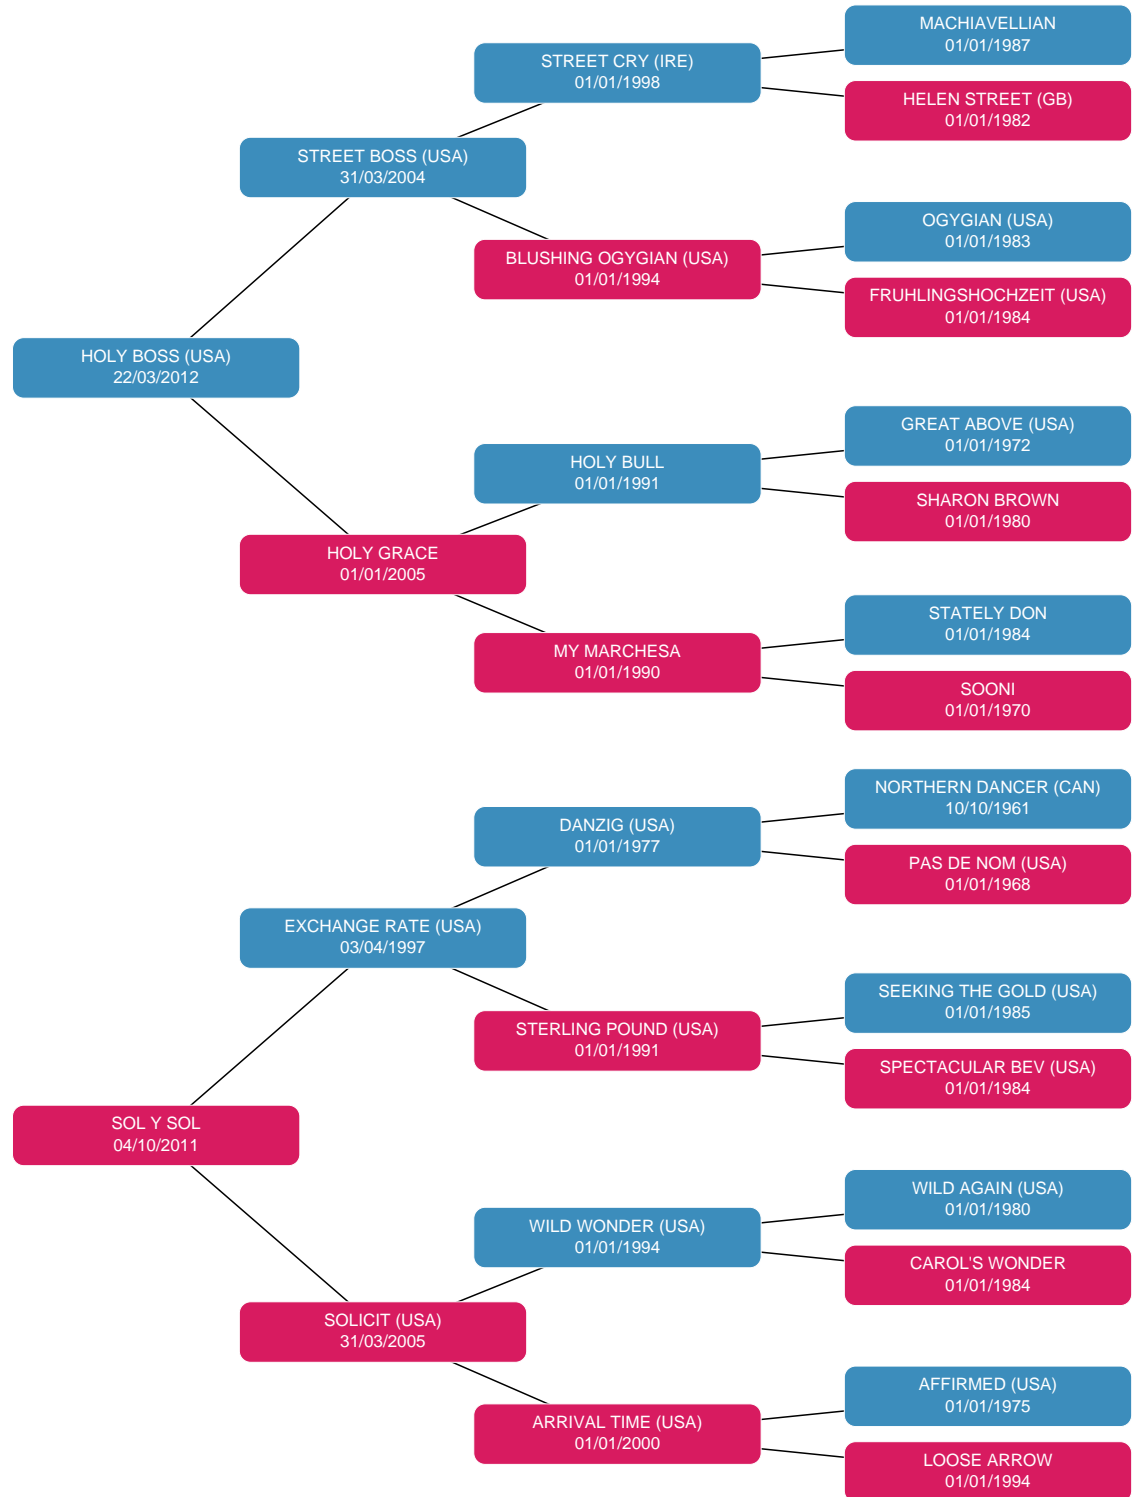 MACHIAVELLIAN
01/01/1987
STREET CRY (IRE)
01/01/1998
HELEN STREET (GB)
01/01/1982
STREET BOSS (USA)
31/03/2004
OGYGIAN (USA)
01/01/1983
BLUSHING OGYGIAN (USA)
01/01/1994
FRUHLINGSHOCHZEIT (USA)
01/01/1984
HOLY BOSS (USA)
22/03/2012
GREAT ABOVE (USA)
01/01/1972
HOLY BULL
01/01/1991
SHARON BROWN
01/01/1980
HOLY GRACE
01/01/2005
STATELY DON
01/01/1984
MY MARCHESA
01/01/1990
SOONI
01/01/1970
NORTHERN DANCER (CAN)
10/10/1961
DANZIG (USA)
01/01/1977
PAS DE NOM (USA)
01/01/1968
EXCHANGE RATE (USA)
03/04/1997
SEEKING THE GOLD (USA)
01/01/1985
STERLING POUND (USA)
01/01/1991
SPECTACULAR BEV (USA)
01/01/1984
SOL Y SOL
04/10/2011
WILD AGAIN (USA)
01/01/1980
WILD WONDER (USA)
01/01/1994
CAROL'S WONDER
01/01/1984
SOLICIT (USA)
31/03/2005
AFFIRMED (USA)
01/01/1975
ARRIVAL TIME (USA)
01/01/2000
LOOSE ARROW
01/01/1994